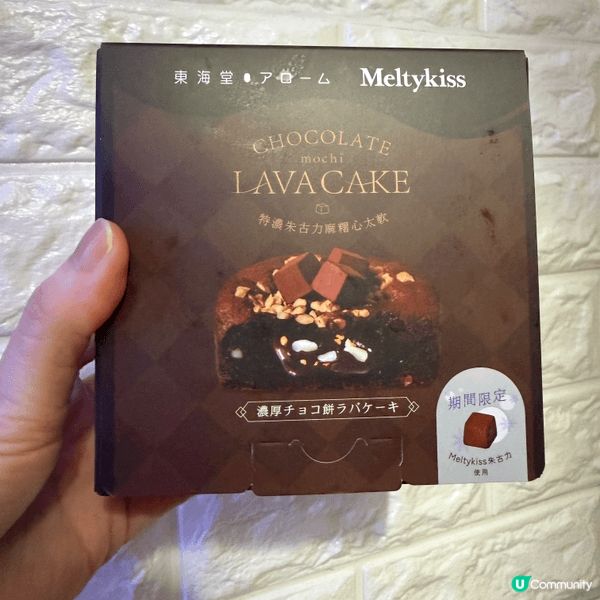 東海堂 アローム Meltykiss
CHOCOLATE
mochi
LAVA CAKE
特濃朱古力麻糬心太軟
濃厚チョコ餅ラバケーキ
期間限定
Meltykiss朱古力
使用
U Community